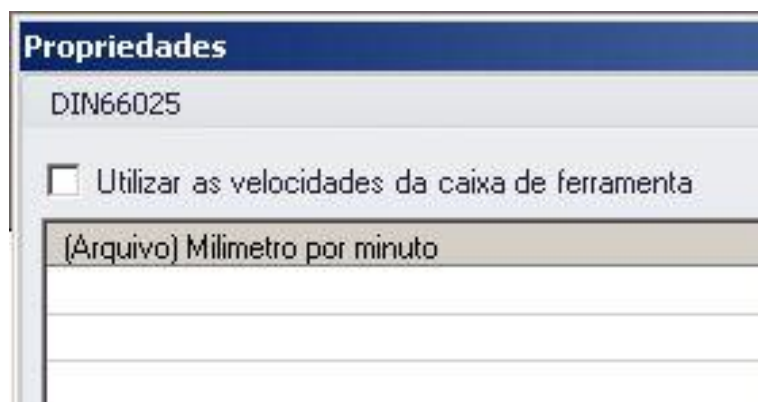 Propriedades
DIN66025
Utilizar as velocidades da caixa de ferramenta
(Arquivo) Milimetro por minuto